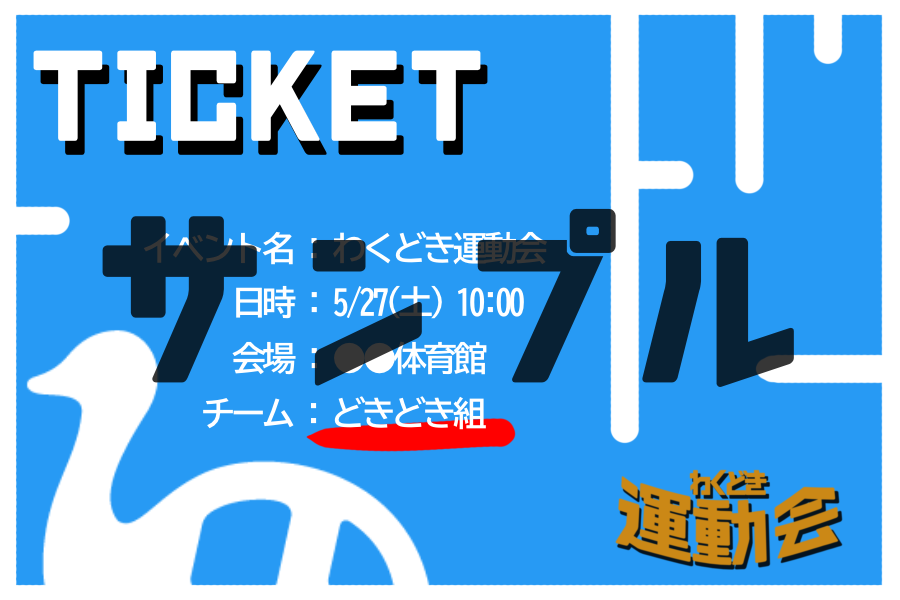 TICKET
サンプル
イベント名：わくどき運動会
日時：5/27(土) 10:00
会場：●●体育館
チーム：どきどき組
わくどき
運動会